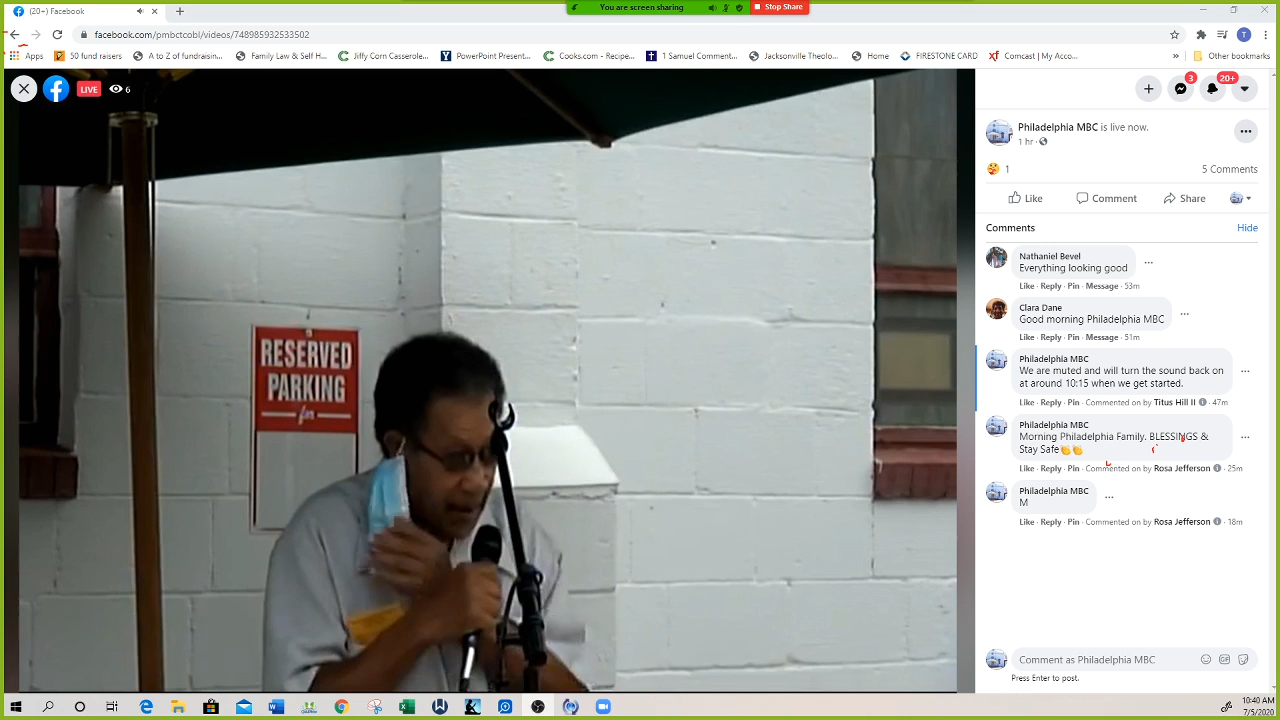 (20+) Facebook
You are screen sharing
Stop Share
facebook.com/pmbctcobl/videos/748985932533502
T
Apps
50 fund raisers
A to Z of fundraisin...
Family Law & Self H...
Jiffy Corn Casserole...
PowerPoint Present...
Cooks.com - Recipe...
1 Samuel Comment...
Jacksonville Theolo...
Home
FIRESTONE CARD
Comcast | My Acco...
»
Other bookmarks
LIVE
6
3
20+
Philadelphia MBC is live now.
1 hr
1
5 Comments
Like
Comment
Share
Comments
Hide
Nathaniel Bevel
Everything looking good
Like · Reply · Pin · Message · 53m
Clara Dane
Good morning Philadelphia MBC
Like · Reply · Pin · Message · 51m
Philadelphia MBC
We are muted and will turn the sound back on
at around 10:15 when we get started.
Like · Reply · Pin · Commented on by Titus Hill II · 47m
Philadelphia MBC
Morning Philadelphia Family. BLESSINGS &
Stay Safe👏👏
Like · Reply · Pin · Commented on by Rosa Jefferson · 25m
Philadelphia MBC
M
Like · Reply · Pin · Commented on by Rosa Jefferson · 18m
Comment as Philadelphia MBC
GIF
Press Enter to post.
RESERVED
PARKING
for
10:40 AM
7/5/2020